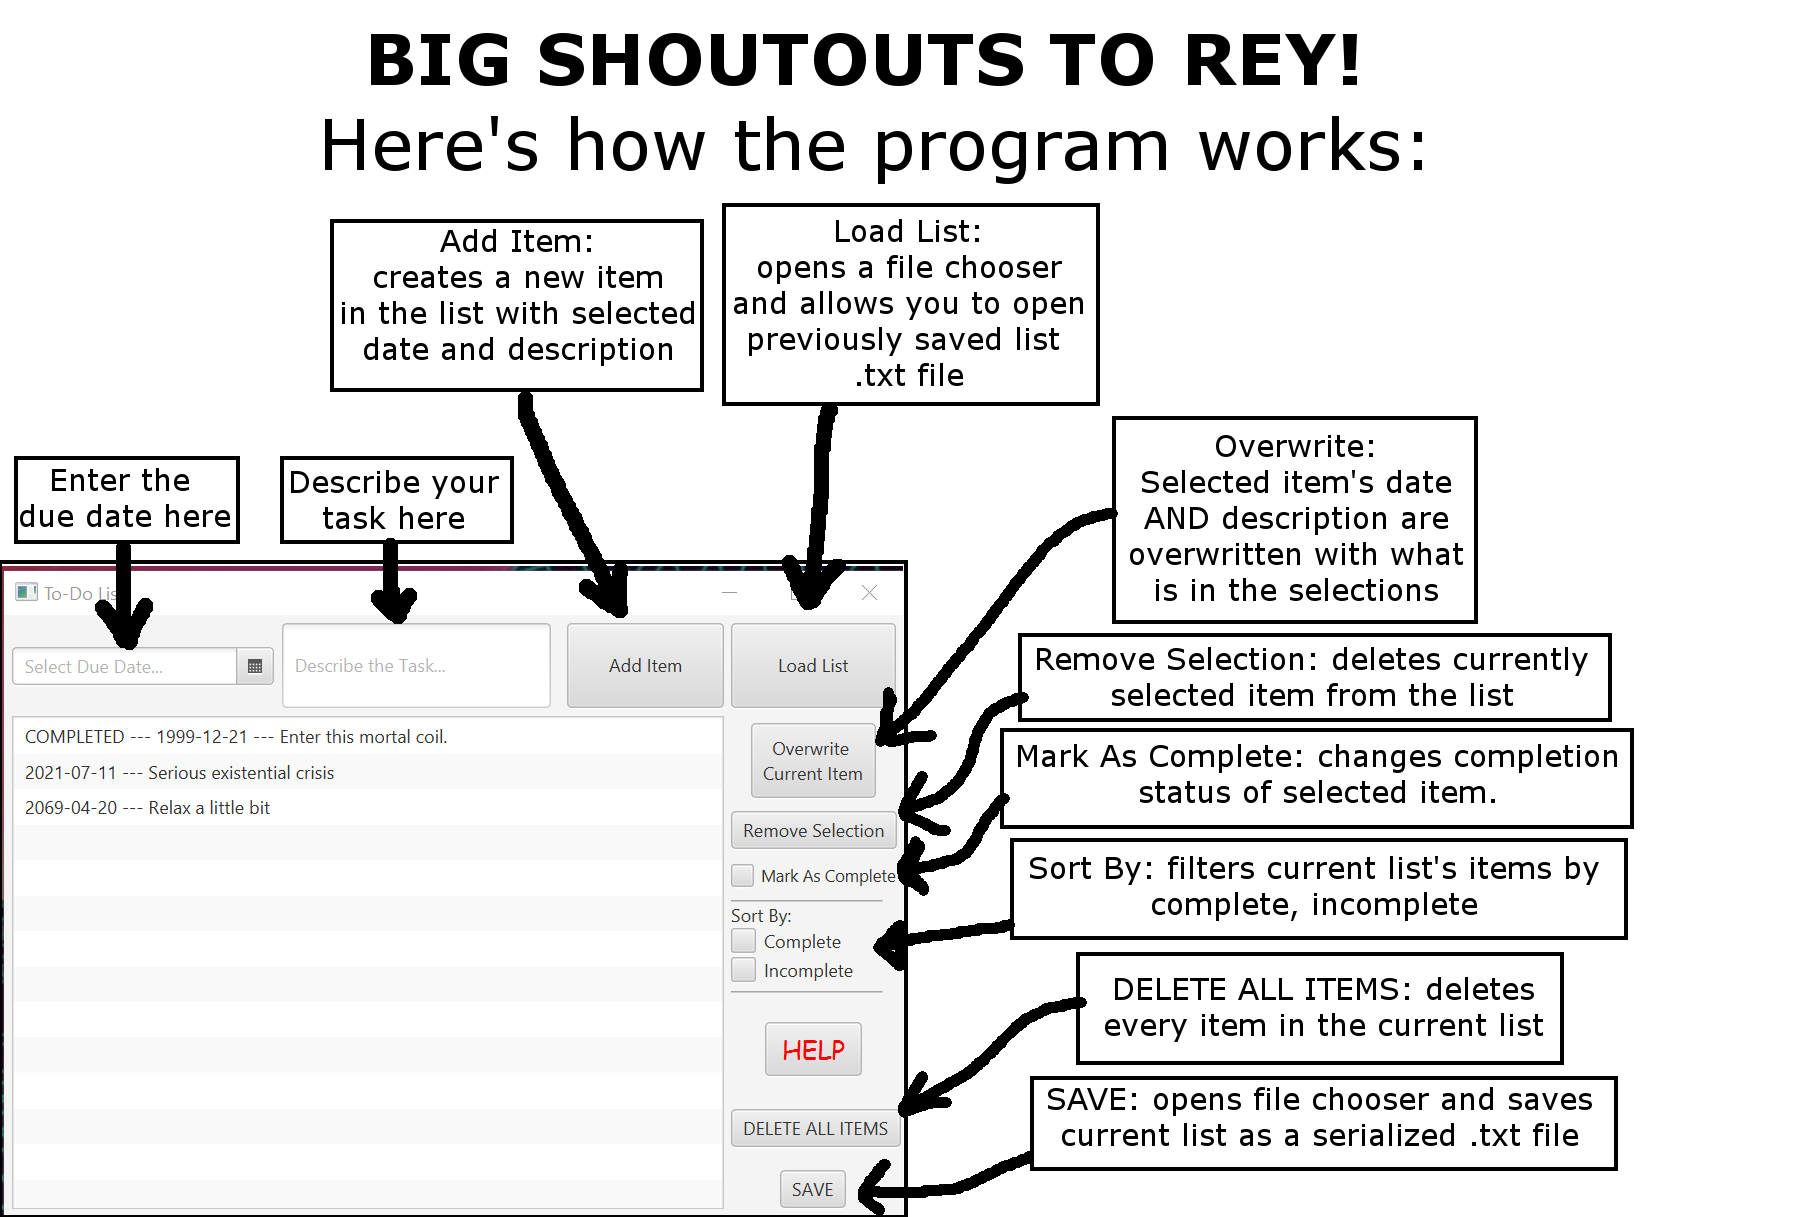 BIG SHOUTOUTS TO REY!
Here's how the program works:
Add Item:
creates a new item
in the list with selected
date and description
Load List:
opens a file chooser
and allows you to open
previously saved list
.txt file
Enter the
due date here
Describe your
task here
Overwrite:
Selected item's date
AND description are
overwritten with what
is in the selections
Remove Selection: deletes currently
selected item from the list
Mark As Complete: changes completion
status of selected item.
Sort By: filters current list's items by
complete, incomplete
DELETE ALL ITEMS: deletes
every item in the current list
SAVE: opens file chooser and saves
current list as a serialized .txt file
To-Do Lis
Select Due Date...
Describe the Task...
Add Item
Load List
COMPLETED --- 1999-12-21 --- Enter this mortal coil.
2021-07-11 --- Serious existential crisis
2069-04-20 --- Relax a little bit
Overwrite
Current Item
Remove Selection
Mark As Complete
Sort By:
Complete
Incomplete
HELP
DELETE ALL ITEMS
SAVE